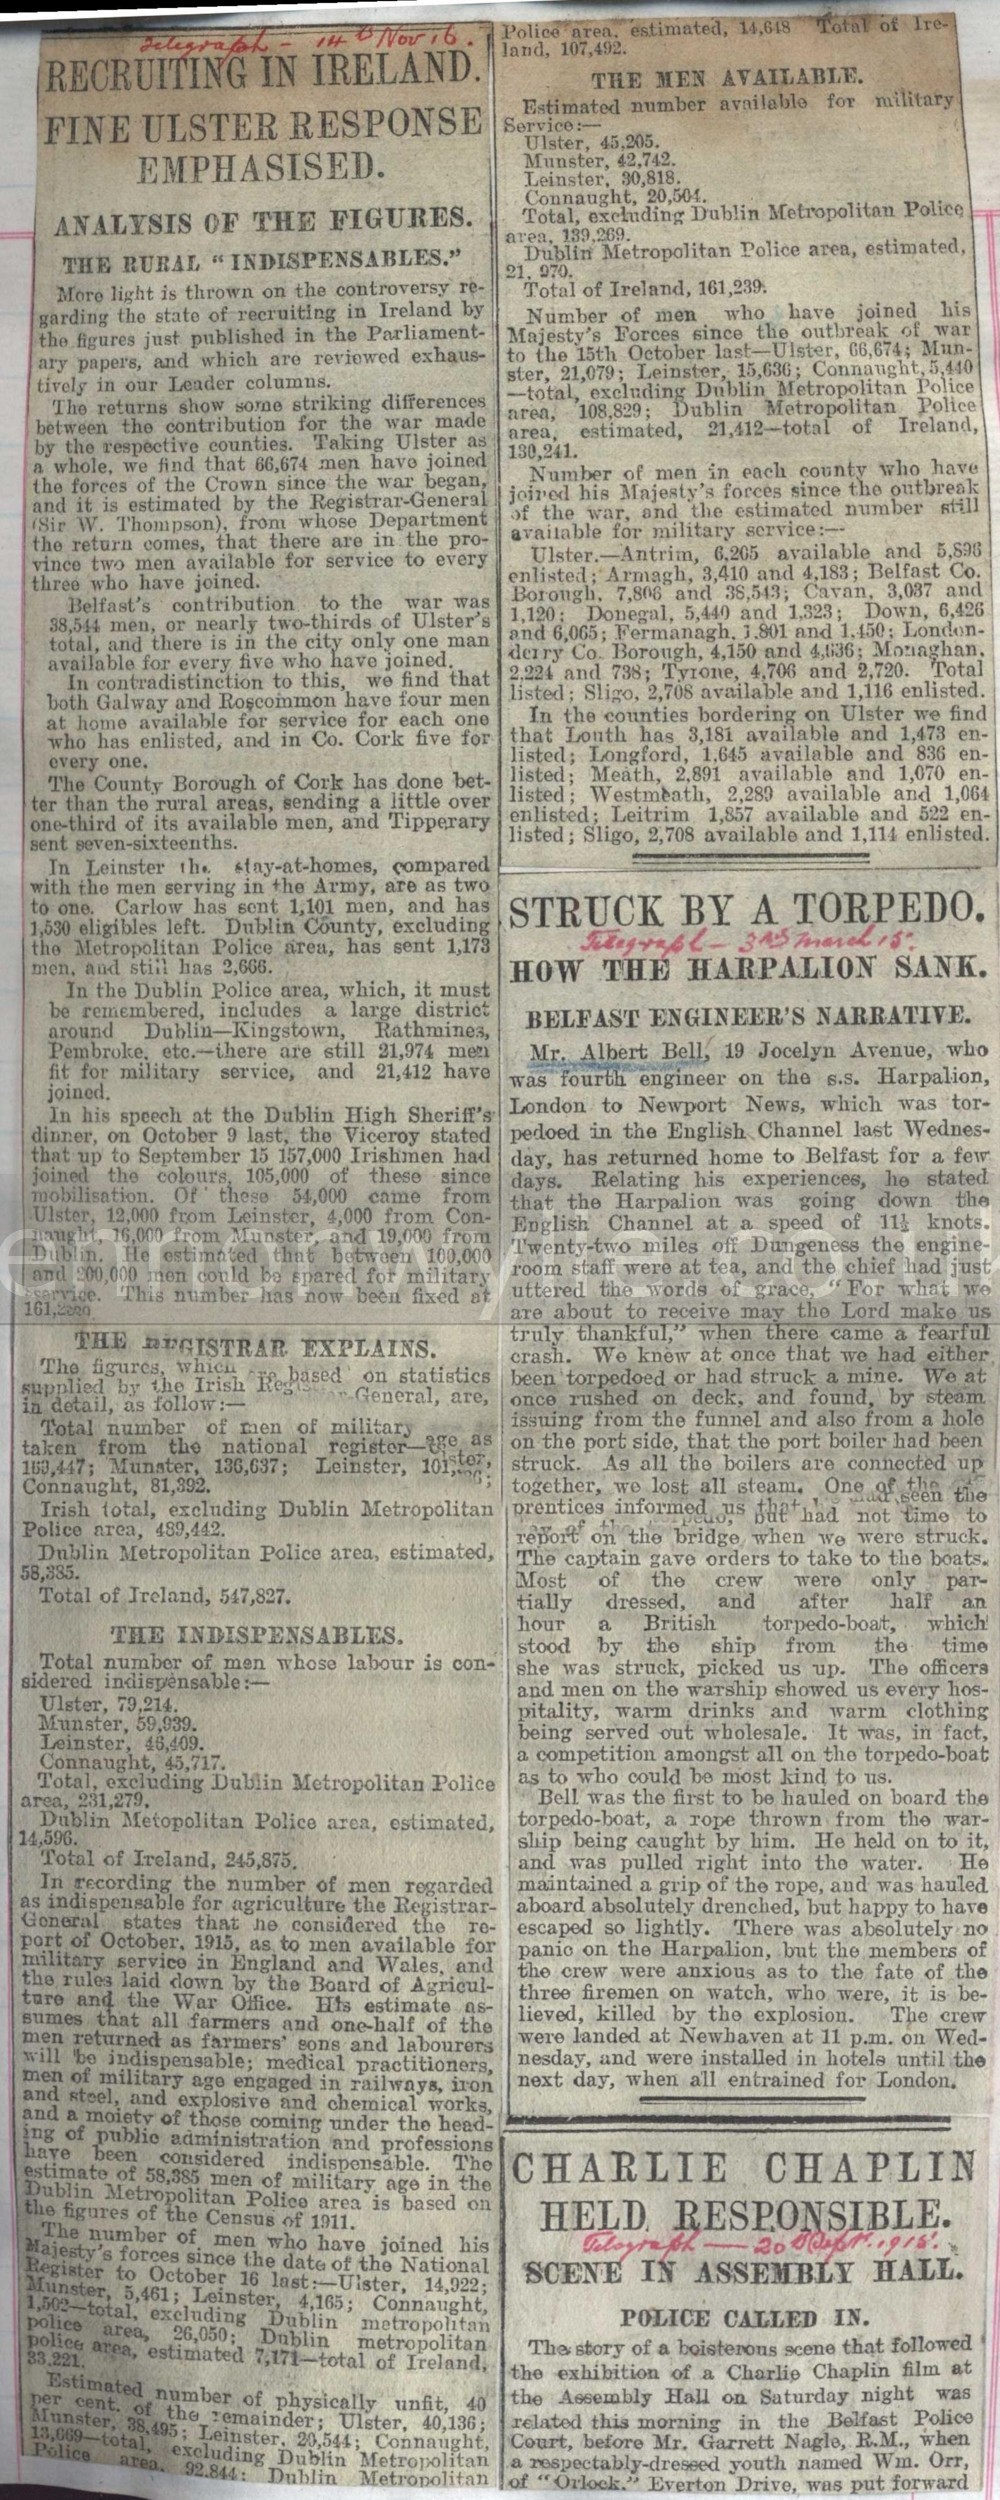 Telegraph - 14th Nov 16.
RECRUITING IN IRELAND.
FINE ULSTER RESPONSE
EMPHASISED.
ANALYSIS OF THE FIGURES.
THE RURAL "INDISPENSABLES."
More light is thrown on the controversy re-
garding the state of recruiting in Ireland by
the figures just published in the Parliament-
ary papers, and which are reviewed exhaus-
tively in our Leader columns.
The returns show some striking differences
between the contribution for the war made
by the respective counties. Taking Ulster as
a whole, we find that 66,674 men have joined
the forces of the Crown since the war began,
and it is estimated by the Registrar-General
(Sir W. Thompson), from whose Department
the return comes, that there are in the pro-
vince two men available for service to every
three who have joined.
Belfast's contribution to the war was
38,544 men, or nearly two-thirds of Ulster's
total, and there is in the city only one man
available for every five who have joined.
In contradistinction to this, we find that
both Galway and Roscommon have four men
at home available for service for each one
who has enlisted, and in Co. Cork five for
every one.
The County Borough of Cork has done bet-
ter than the rural areas, sending a little over
one-third of its available men, and Tipperary
sent seven-sixteenths.
In Leinster the stay-at-homes, compared
with the men serving in the Army, are as two
to one. Carlow has sent 1,101 men, and has
1,530 eligibles left. Dublin County, excluding
the Metropolitan Police area, has sent 1,173
men, and still has 2,666.
In the Dublin Police area, which, it must
be remembered, includes a large district
around Dublin—Kingstown, Rathmines,
Pembroke, etc.—there are still 21,974 men
fit for military service, and 21,412 have
joined.
In his speech at the Dublin High Sheriff's
dinner, on October 9 last, the Viceroy stated
that up to September 15 157,000 Irishmen had
joined the colours, 105,000 of these since
mobilisation. Of these 54,000 came from
Ulster, 12,000 from Leinster, 4,000 from Con-
naught, 16,000 from Munster, and 19,000 from
Dublin. He estimated that between 100,000
and 200,000 men could be spared for military
service. This number has now been fixed at
THE REGISTRAR EXPLAINS.
The figures, which are based on statistics
supplied by the Irish Registrar-General, are,
in detail, as follow:—
Total number of men of military age as
taken from the national register—Ulster,
169,447; Munster, 136,637; Leinster,
Connaught, 81,392.
Irish total, excluding Dublin Metropolitan
Police area, 489,442.
Dublin Metropolitan Police area, estimated,
58,385.
Total of Ireland, 547,827.
THE INDISPENSABLES.
Total number of men whose labour is con-
sidered indispensable:—
Ulster, 79,214.
Munster, 59,939.
Leinster, 46,409.
Connaught, 45,717.
Total, excluding Dublin Metropolitan Police
area, 231,279.
Dublin Metopolitan Police area, estimated,
14,596.
Total of Ireland, 245,875.
In recording the number of men regarded
as indispensable for agriculture the Registrar-
General states that he considered the re-
port of October, 1915, as to men available for
military service in England and Wales, and
the rules laid down by the Board of Agricul-
ture and the War Office. His estimate as-
sumes that all farmers and one-half of the
men returned as farmers' sons and labourers
will be indispensable; medical practitioners,
men of military age engaged in railways, iron
and steel, and explosive and chemical works,
and a moiety of those coming under the head-
ing of public administration and professions
have been considered indispensable. The
estimate of 58,385 men of military age in the
Dublin Metropolitan Police area is based on
the figures of the Census of 1911.
The number of men who have joined his
Majesty's forces since the date of the National
Register to October 16 last:—Ulster, 14,922;
Munster, 5,461; Leinster, 4,165; Connaught,
1,502—total, excluding Dublin metropolitan
police area, 26,050; Dublin metropolitan
police area, estimated 7,171—total of Ireland,
33,221.
Estimated number of physically unfit, 40
per cent. of the remainder; Ulster, 40,136;
Munster, 38,495; Leinster, 20,544; Connaught,
13,669—total, excluding Dublin Metropolitan
Police area, 92,844; Dublin Metropolitan
Police area, estimated, 14,648 Total of Ire-
land, 107,492.
THE MEN AVAILABLE.
Estimated number available for military
Service:—
Ulster, 45,205.
Munster, 42,742.
Leinster, 30,818.
Connaught, 20,504.
Total, excluding Dublin Metropolitan Police
area, 139,269.
Dublin Metropolitan Police area, estimated,
21,970.
Total of Ireland, 161,239.
Number of men who have joined his
Majesty's Forces since the outbreak of war
to the 15th October last—Ulster, 66,674; Mun-
ster, 21,079; Leinster, 15,636; Connaught, 5,440
—total, excluding Dublin Metropolitan Police
area, 108,829; Dublin Metropolitan Police
area, estimated, 21,412—total of Ireland,
130,241.
Number of men in each county who have
joined his Majesty's forces since the outbreak
of the war, and the estimated number still
available for military service:—
Ulster.—Antrim, 6,265 available and 5,896
enlisted; Armagh, 3,410 and 4,183; Belfast Co.
Borough, 7,806 and 38,543; Cavan, 3,037 and
1,120; Donegal, 5,440 and 1,323; Down, 6,426
and 6,065; Fermanagh, 1,801 and 1,450; London-
derry Co. Borough, 4,150 and 4,636; Monaghan,
2,224 and 738; Tyrone, 4,706 and 2,720. Total
listed; Sligo, 2,708 available and 1,116 enlisted.
In the counties bordering on Ulster we find
that Louth has 3,181 available and 1,473 en-
listed; Longford, 1,645 available and 836 en-
listed; Meath, 2,891 available and 1,070 en-
listed; Westmeath, 2,289 available and 1,064
enlisted; Leitrim 1,857 available and 522 en-
listed; Sligo, 2,708 available and 1,114 enlisted.
STRUCK BY A TORPEDO.
Telegraph - 3rd March 15.
HOW THE HARPALION SANK.
BELFAST ENGINEER'S NARRATIVE.
Mr. Albert Bell, 19 Jocelyn Avenue, who
was fourth engineer on the s.s. Harpalion,
London to Newport News, which was tor-
pedoed in the English Channel last Wednes-
day, has returned home to Belfast for a few
days. Relating his experiences, he stated
that the Harpalion was going down the
English Channel at a speed of 11½ knots.
Twenty-two miles off Dungeness the engine-
room staff were at tea, and the chief had just
uttered the words of grace, "For what we
are about to receive may the Lord make us
truly thankful," when there came a fearful
crash. We knew at once that we had either
been torpedoed or had struck a mine. We at
once rushed on deck, and found, by steam
issuing from the funnel and also from a hole
on the port side, that the port boiler had been
struck. As all the boilers are connected up
together, we lost all steam. One of the
prentices informed us that had seen the
but had not time to
report on the bridge when we were struck.
The captain gave orders to take to the boats.
Most of the crew were only par-
tially dressed, and after half an
hour a British torpedo-boat, which
stood by the ship from the time
she was struck, picked us up. The officers
and men on the warship showed us every hos-
pitality, warm drinks and warm clothing
being served out wholesale. It was, in fact,
a competition amongst all on the torpedo-boat
as to who could be most kind to us.
Bell was the first to be hauled on board the
torpedo-boat, a rope thrown from the war-
ship being caught by him. He held on to it,
and was pulled right into the water. He
maintained a grip of the rope, and was hauled
aboard absolutely drenched, but happy to have
escaped so lightly. There was absolutely no
panic on the Harpalion, but the members of
the crew were anxious as to the fate of the
three firemen on watch, who were, it is be-
lieved, killed by the explosion. The crew
were landed at Newhaven at 11 p.m. on Wed-
nesday, and were installed in hotels until the
next day, when all entrained for London.
CHARLIE CHAPLIN
HELD RESPONSIBLE.
Telegraph — 20th Sept. 1915.
SCENE IN ASSEMBLY HALL.
POLICE CALLED IN.
The story of a boisterous scene that followed
the exhibition of a Charlie Chaplin film at
the Assembly Hall on Saturday night was
related this morning in the Belfast Police
Court, before Mr. Garrett Nagle, R.M., when
a respectably-dressed youth named Wm. Orr,
of "Orlock," Everton Drive, was put forward